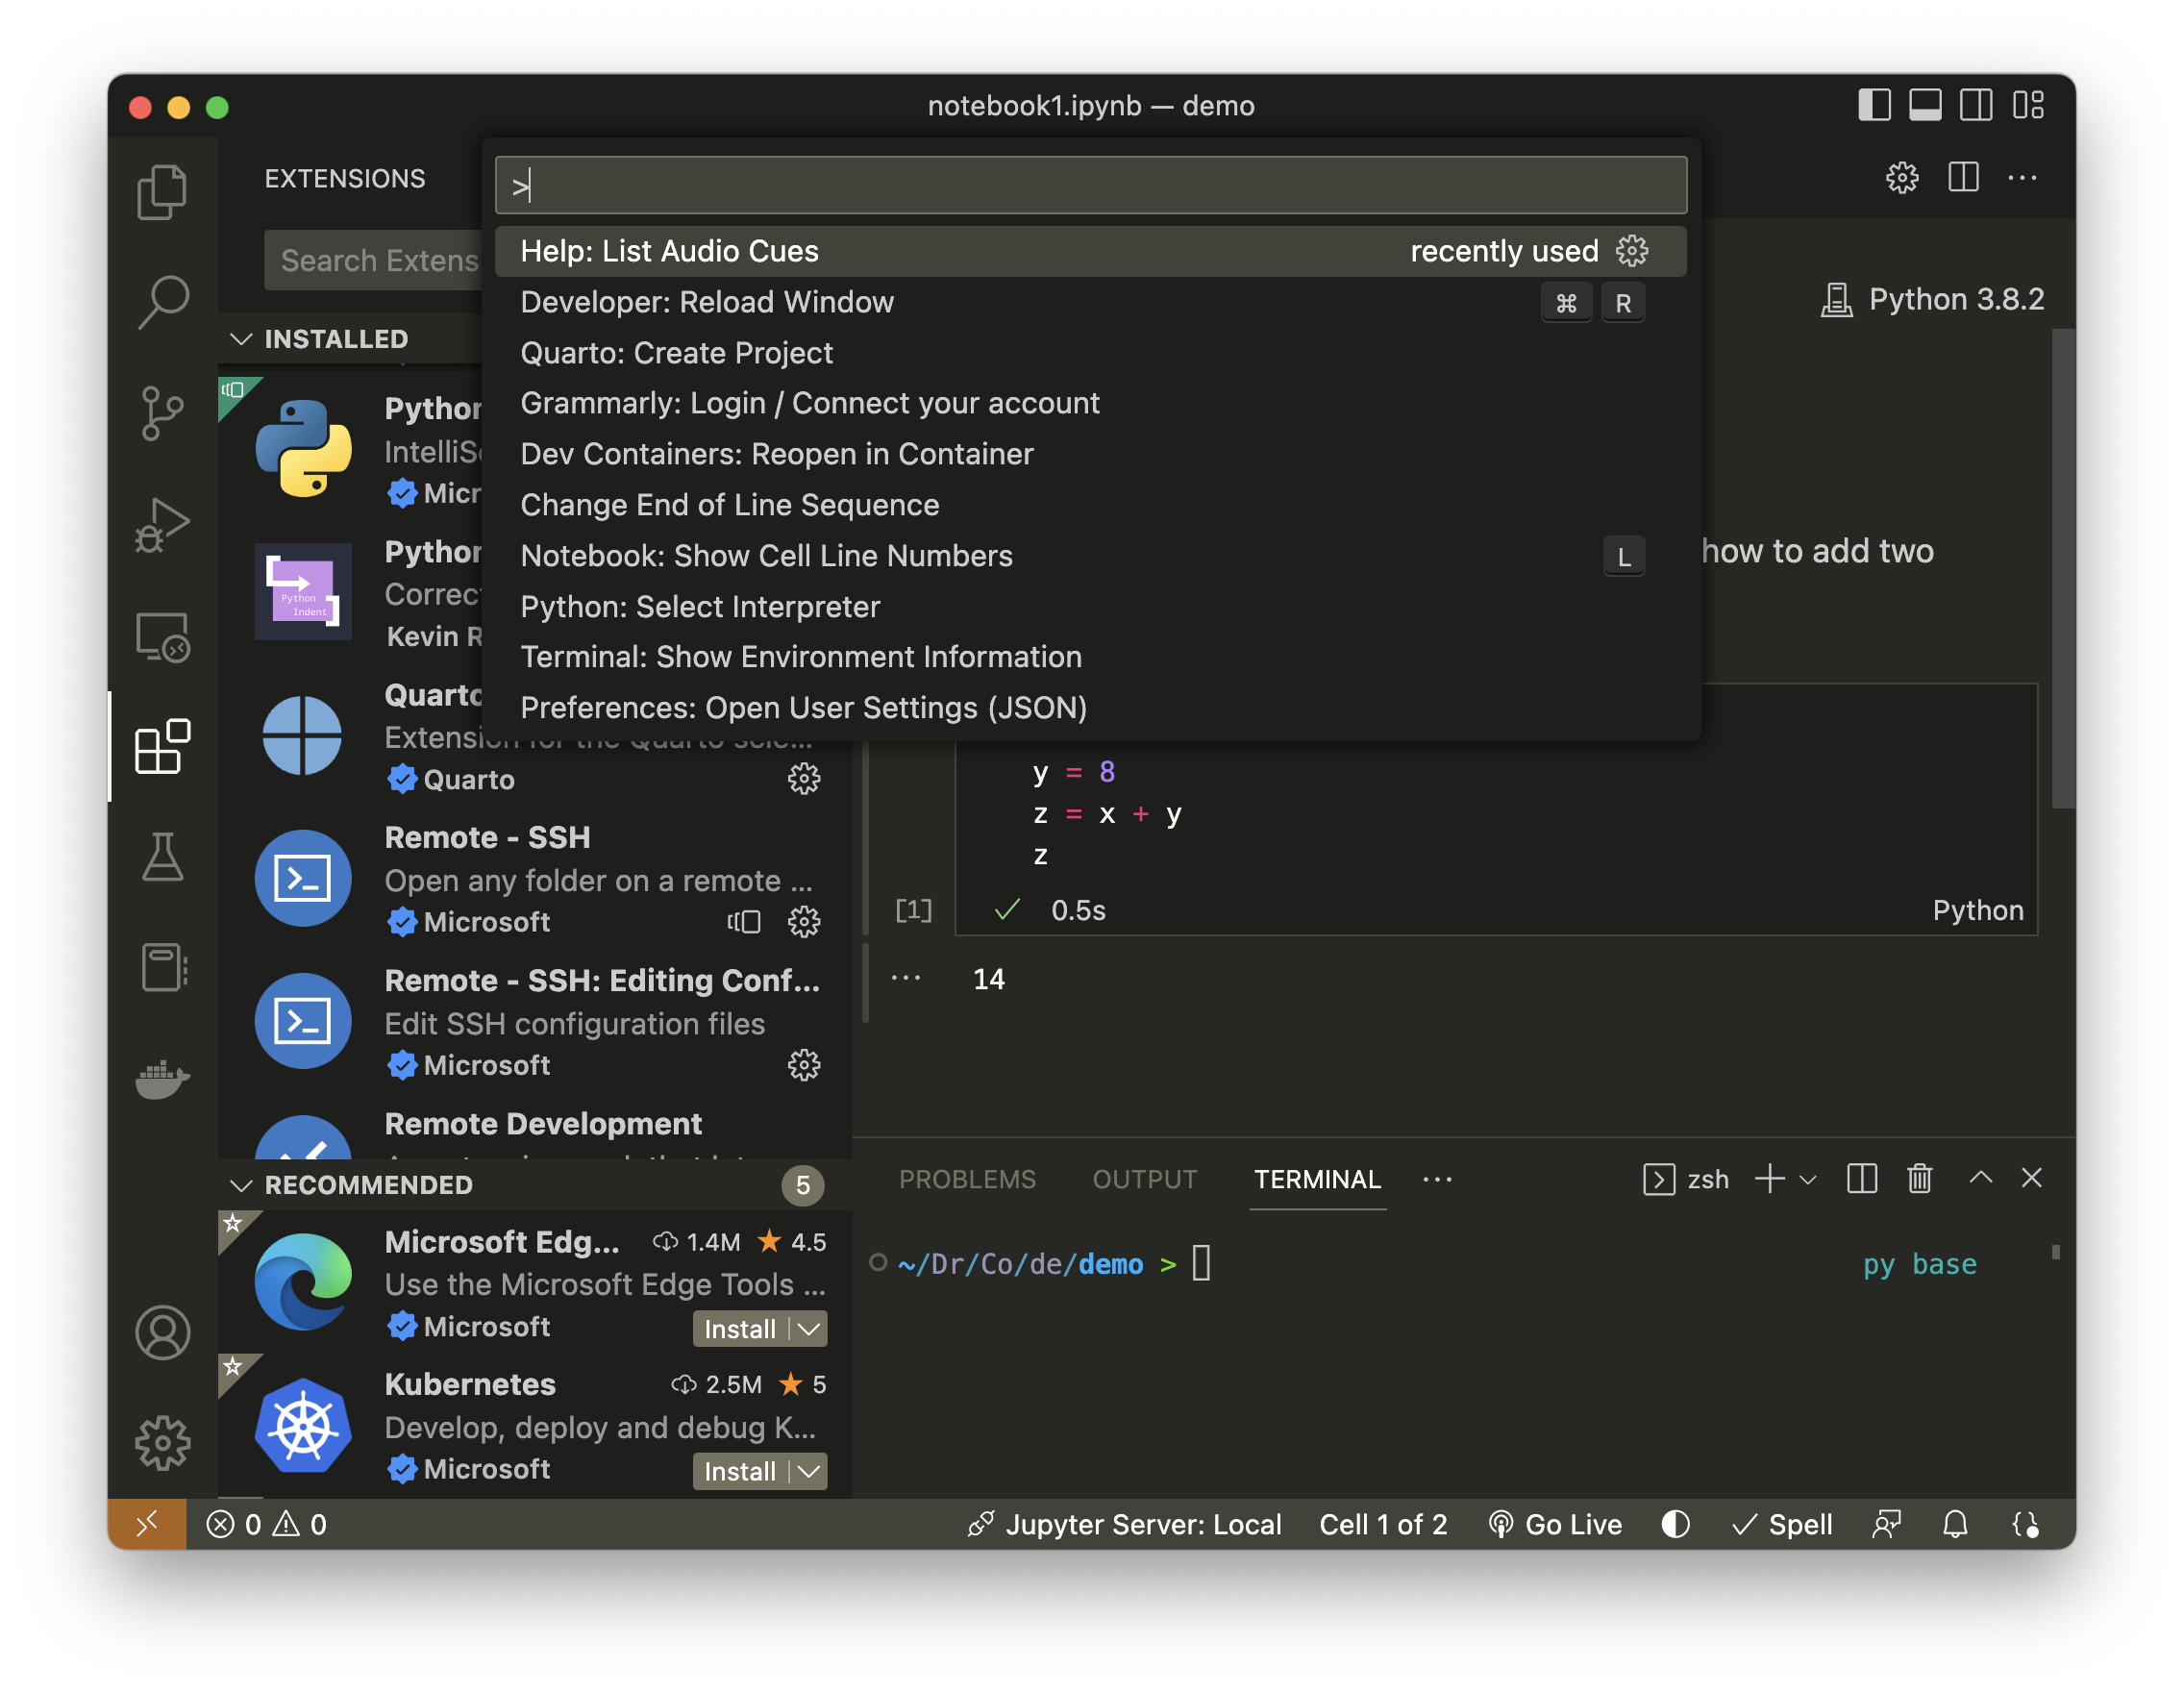 notebook1.ipynb — demo
EXTENSIONS
>
Search Extens
Help: List Audio Cues recently used
Developer: Reload Window ⌘ R
Quarto: Create Project
Grammarly: Login / Connect your account
Dev Containers: Reopen in Container
Change End of Line Sequence
Notebook: Show Cell Line Numbers L
Python: Select Interpreter
Terminal: Show Environment Information
Preferences: Open User Settings (JSON)
INSTALLED
Python
IntelliS
Micr
Python
Python
Indent
Correc
Kevin R
Quarto
Extension for the Quarto scie...
Quarto
Remote - SSH
Open any folder on a remote ...
Microsoft
Remote - SSH: Editing Conf...
Edit SSH configuration files
Microsoft
Remote Development
RECOMMENDED 5
Microsoft Edg... 1.4M 4.5
Use the Microsoft Edge Tools ...
Microsoft Install
Kubernetes 2.5M 5
Develop, deploy and debug K...
Microsoft Install
Python 3.8.2
how to add two
y = 8
z = x + y
z
[1] 0.5s Python
... 14
PROBLEMS OUTPUT TERMINAL ... zsh
~/Dr/Co/de/demo > py base
0 0 Jupyter Server: Local Cell 1 of 2 Go Live Spell